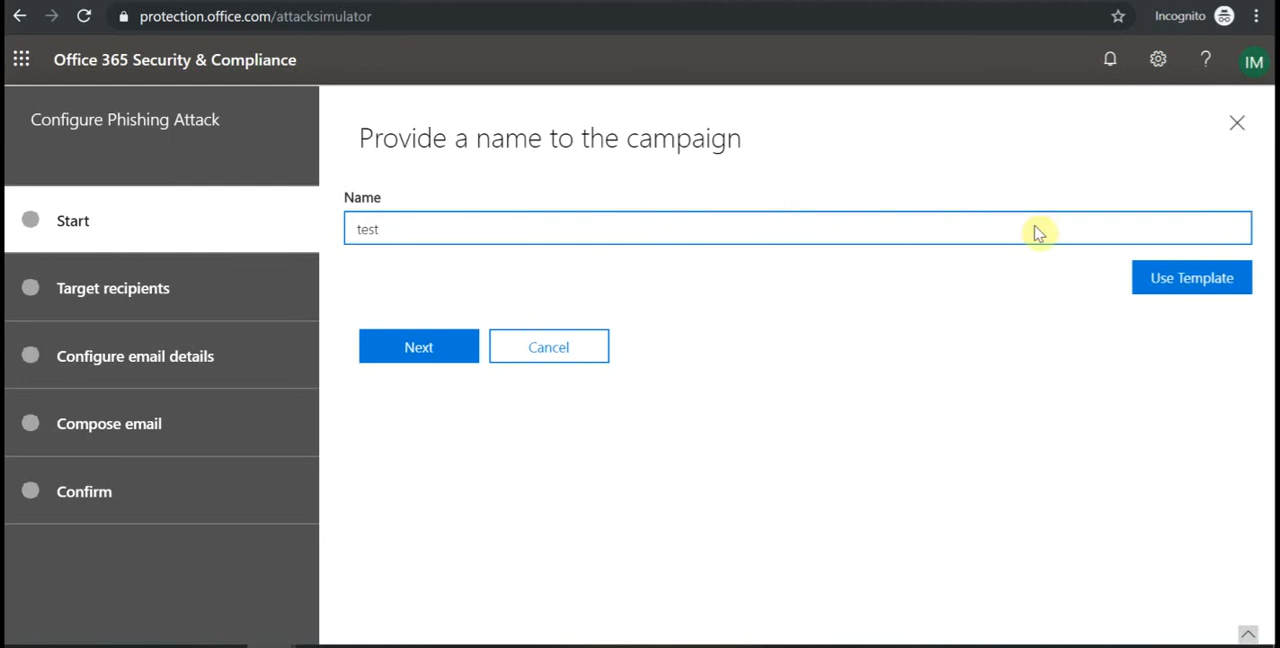 protection.office.com/attacksimulator
Incognito
Office 365 Security & Compliance
IM
Configure Phishing Attack
Provide a name to the campaign
Name
Start
test
Use Template
Target recipients
Next
Cancel
Configure email details
Compose email
Confirm